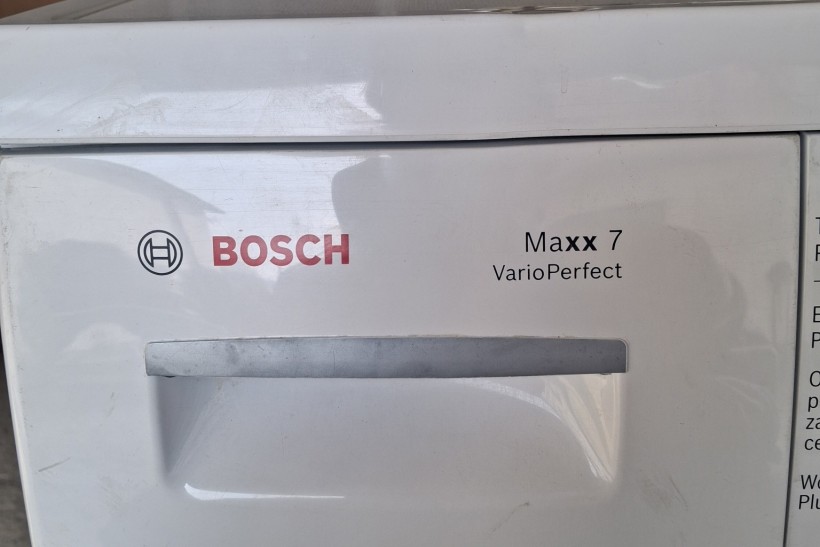 BOSCH
Maxx 7
VarioPerfect